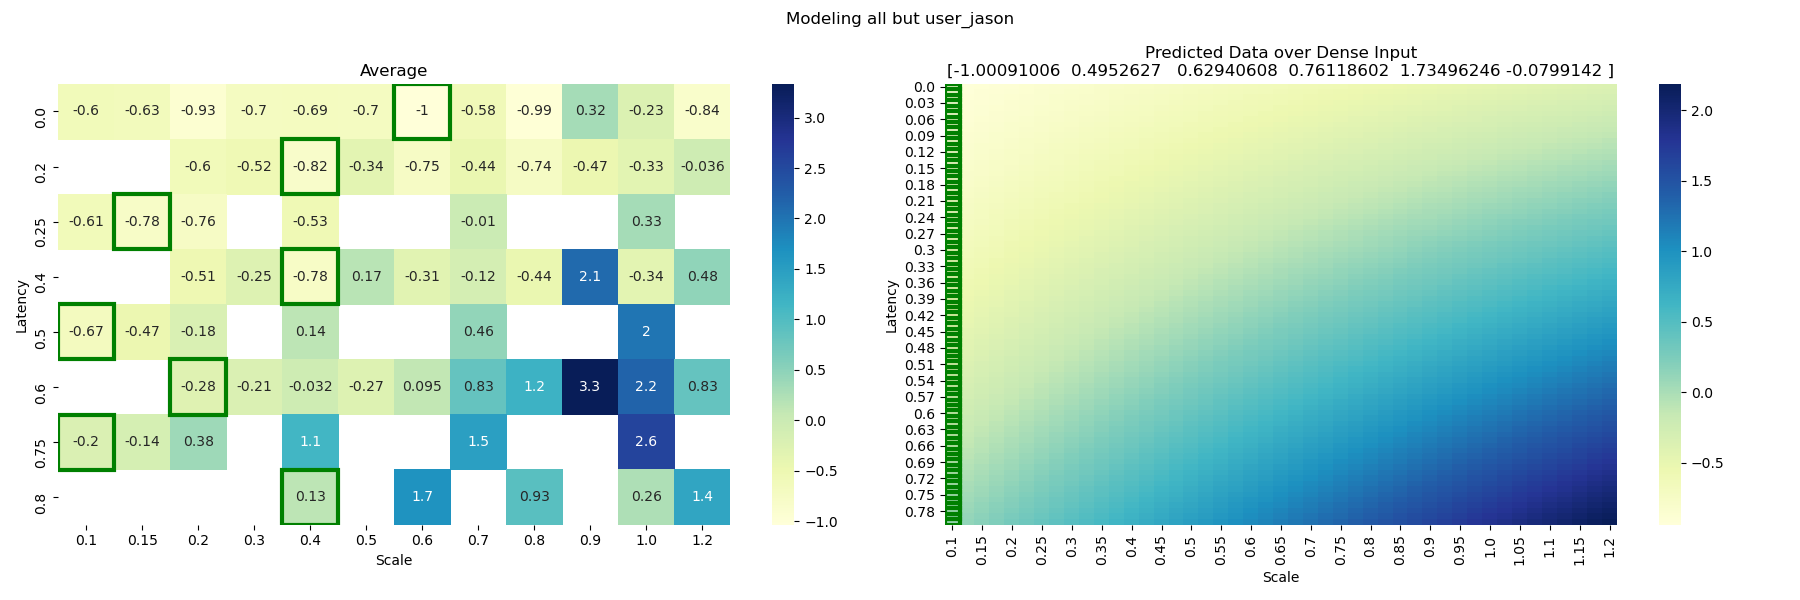 Modeling all but user_jason
Average
-0.6 -0.63 -0.93 -0.7 -0.69 -0.7 -1 -0.58 -0.99 0.32 -0.23 -0.84
-0.6 -0.52 -0.82 -0.34 -0.75 -0.44 -0.74 -0.47 -0.33 -0.036
-0.61 -0.78 -0.76 -0.53 -0.01 0.33
-0.51 -0.25 -0.78 0.17 -0.31 -0.12 -0.44 2.1 -0.34 0.48
-0.67 -0.47 -0.18 0.14 0.46 2
-0.28 -0.21 -0.032 -0.27 0.095 0.83 1.2 3.3 2.2 0.83
-0.2 -0.14 0.38 1.1 1.5 2.6
0.13 1.7 0.93 0.26 1.4
0.0
0.2
0.25
0.4
0.5
0.6
0.75
0.8
Latency
0.1 0.15 0.2 0.3 0.4 0.5 0.6 0.7 0.8 0.9 1.0 1.2
Scale
3.0
2.5
2.0
1.5
1.0
0.5
0.0
−0.5
−1.0
Predicted Data over Dense Input
[-1.00091006 0.4952627 0.62940608 0.76118602 1.73496246 -0.0799142 ]
0.0
0.03
0.06
0.09
0.12
0.15
0.18
0.21
0.24
0.27
0.3
0.33
0.36
0.39
0.42
0.45
0.48
0.51
0.54
0.57
0.6
0.63
0.66
0.69
0.72
0.75
0.78
Latency
0.1 0.15 0.2 0.25 0.3 0.35 0.4 0.45 0.5 0.55 0.6 0.65 0.7 0.75 0.8 0.85 0.9 0.95 1.0 1.05 1.1 1.15 1.2
Scale
2.0
1.5
1.0
0.5
0.0
−0.5